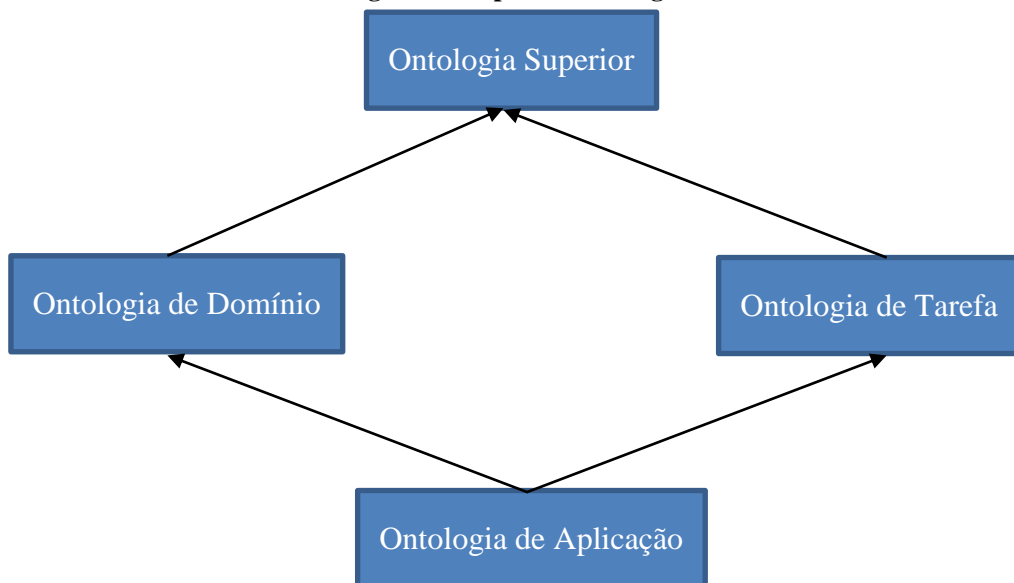 Ontologia Superior
Ontologia de Domínio
Ontologia de Tarefa
Ontologia de Aplicação